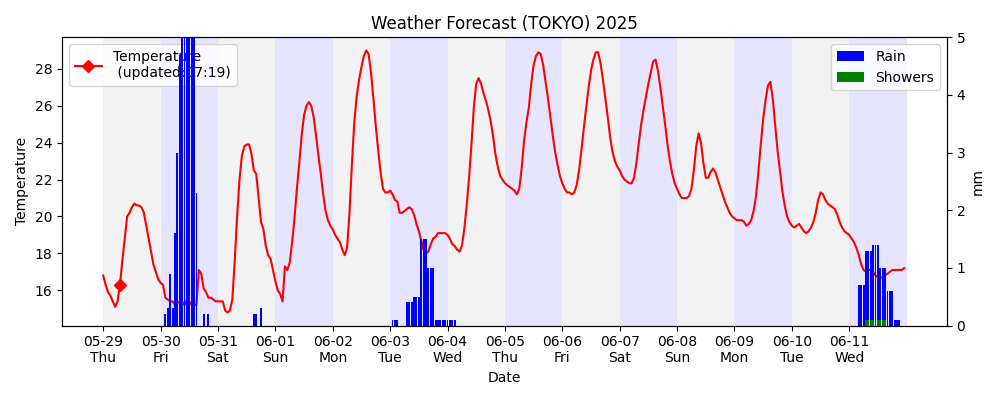 Weather Forecast (TOKYO) 2025
Temperature
(updated:07:19)
Rain
Showers
Temperature
28
26
24
22
20
18
16
5
4
3
2
1
0
mm
05-29 05-30 05-31 06-01 06-02 06-03 06-04 06-05 06-06 06-07 06-08 06-09 06-10 06-11
Thu Fri Sat Sun Mon Tue Wed Thu Fri Sat Sun Mon Tue Wed
Date